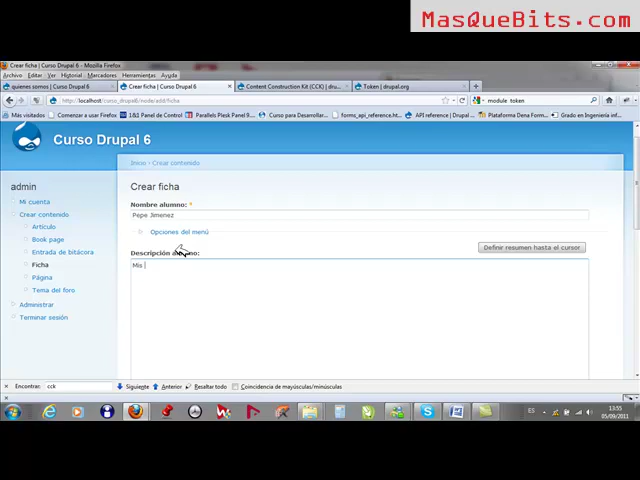 MasQueBits.com
Crear ficha | Curso Drupal 6 - Mozilla Firefox
Archivo Editar Ver Historial Marcadores Herramientas Ayuda
quienes somos | Curso Drupal 6 Crear ficha | Curso Drupal 6 Content Construction Kit (CCK) | dru... Token | drupal.org
http://localhost/curso_drupal6/node/add/ficha module token
Más visitados Comenzar a usar Firefox 1&1 Panel de Control Parallels Plesk Panel 9... Curso para Desarrollar... forms_api_reference.ht... API reference | Drupal ... Plataforma Dena Form... Grado en Ingeniería inf...
Curso Drupal 6
Inicio › Crear contenido
admin
Mi cuenta
Crear contenido
Artículo
Book page
Entrada de bitácora
Ficha
Página
Tema del foro
Administrar
Terminar sesión
Crear ficha
Nombre alumno: *
Pepe Jimenez
Opciones del menú
Definir resumen hasta el cursor
Mis
Encontrar: cck Siguiente Anterior Resaltar todo Coincidencia de mayúsculas/minúsculas
ES 13:55
05/09/2011